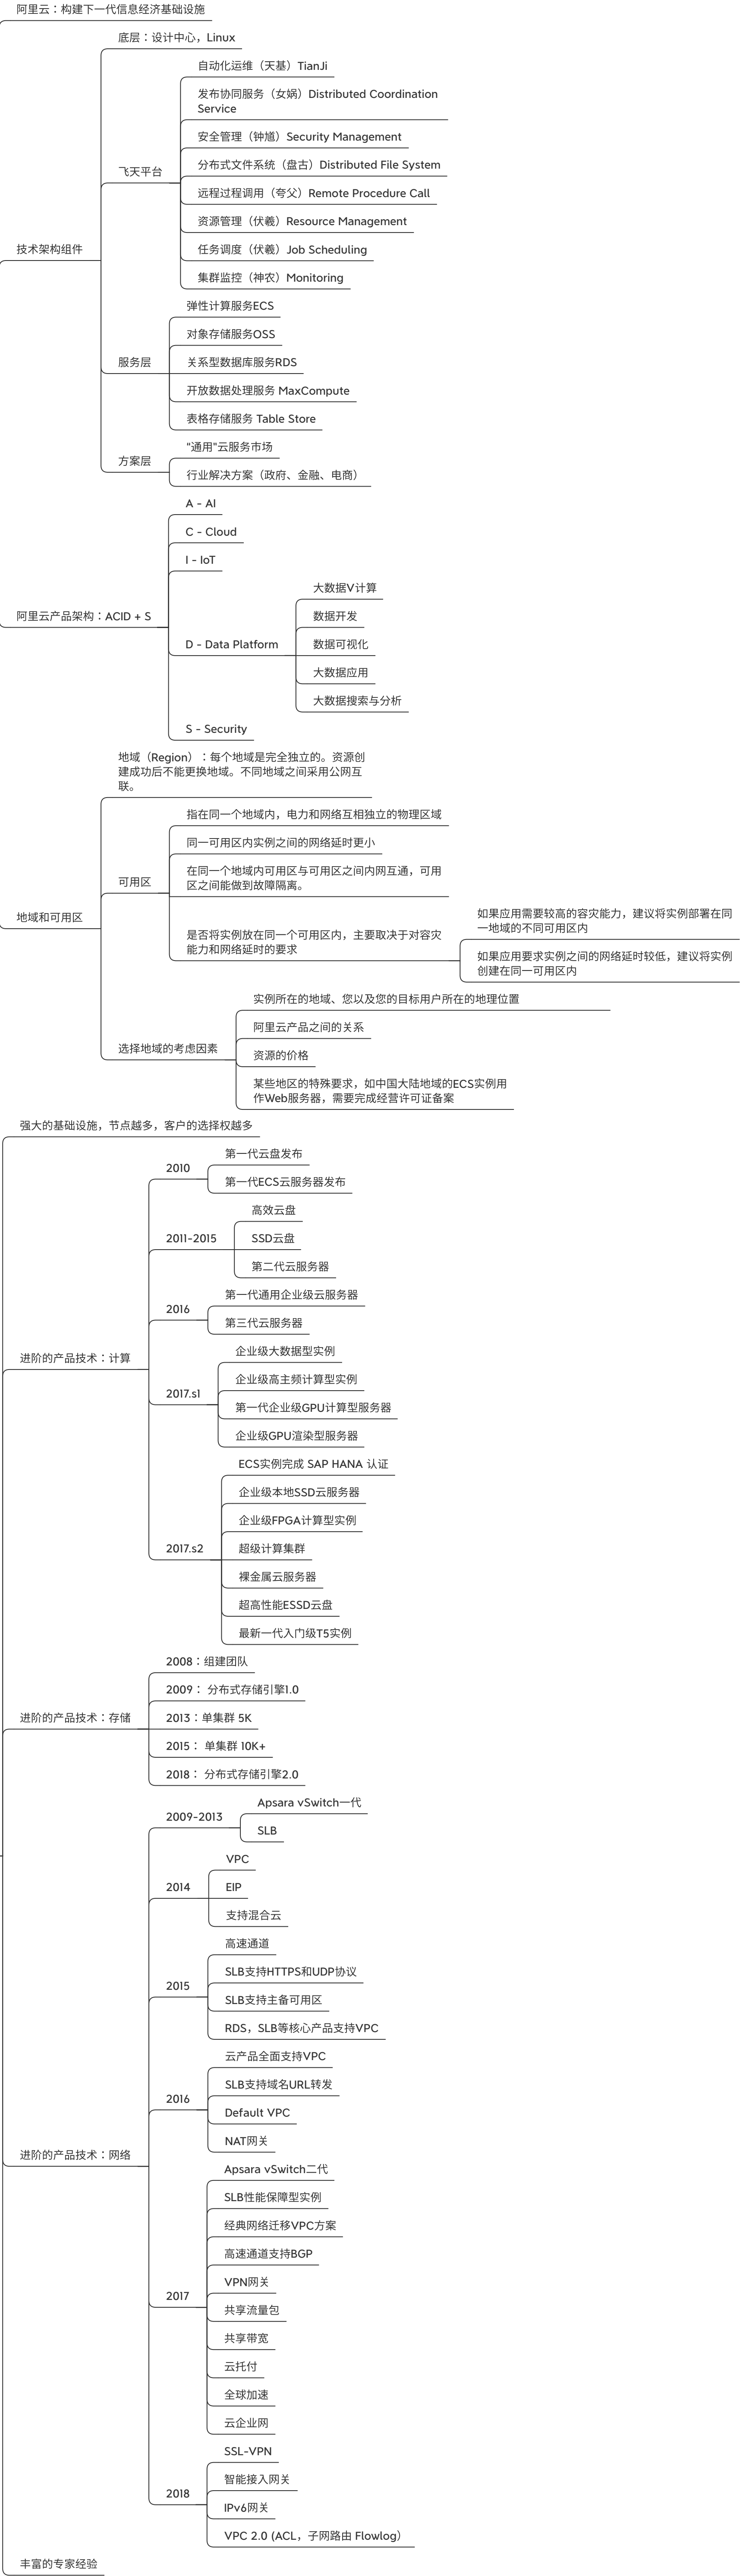 阿里云：构建下一代信息经济基础设施
底层：设计中心，Linux
自动化运维（天基）TianJi
发布协同服务（女娲）Distributed Coordination
Service
安全管理（钟馗）Security Management
飞天平台
分布式文件系统（盘古）Distributed File System
远程过程调用（夸父）Remote Procedure Call
资源管理（伏羲）Resource Management
技术架构组件
任务调度（伏羲）Job Scheduling
集群监控（神农）Monitoring
弹性计算服务ECS
对象存储服务OSS
服务层
关系型数据库服务RDS
开放数据处理服务 MaxCompute
表格存储服务 Table Store
"通用"云服务市场
方案层
行业解决方案（政府、金融、电商）
A - AI
C - Cloud
I - IoT
大数据V计算
阿里云产品架构：ACID + S
数据开发
D - Data Platform
数据可视化
大数据应用
大数据搜索与分析
S - Security
地域（Region）：每个地域是完全独立的。资源创
建成功后不能更换地域。不同地域之间采用公网互
联。
指在同一个地域内，电力和网络互相独立的物理区域
同一可用区内实例之间的网络延时更小
可用区
在同一个地域内可用区与可用区之间内网互通，可用
区之间能做到故障隔离。
地域和可用区
是否将实例放在同一个可用区内，主要取决于对容灾
能力和网络延时的要求
如果应用需要较高的容灾能力，建议将实例部署在同
一地域的不同可用区内
如果应用要求实例之间的网络延时较低，建议将实例
创建在同一可用区内
实例所在的地域、您以及您的目标用户所在的地理位置
阿里云产品之间的关系
选择地域的考虑因素
资源的价格
某些地区的特殊要求，如中国大陆地域的ECS实例用
作Web服务器，需要完成经营许可证备案
强大的基础设施，节点越多，客户的选择权越多
2010
第一代云盘发布
第一代ECS云服务器发布
2011-2015
高效云盘
SSD云盘
第二代云服务器
2016
第一代通用企业级云服务器
第三代云服务器
进阶的产品技术：计算
2017.s1
企业级大数据型实例
企业级高主频计算型实例
第一代企业级GPU计算型服务器
企业级GPU渲染型服务器
2017.s2
ECS实例完成 SAP HANA 认证
企业级本地SSD云服务器
企业级FPGA计算型实例
超级计算集群
裸金属云服务器
超高性能ESSD云盘
最新一代入门级T5实例
进阶的产品技术：存储
2008：组建团队
2009： 分布式存储引擎1.0
2013：单集群 5K
2015： 单集群 10K+
2018： 分布式存储引擎2.0
2009-2013
Apsara vSwitch一代
SLB
2014
VPC
EIP
支持混合云
2015
高速通道
SLB支持HTTPS和UDP协议
SLB支持主备可用区
RDS，SLB等核心产品支持VPC
2016
云产品全面支持VPC
SLB支持域名URL转发
Default VPC
NAT网关
进阶的产品技术：网络
2017
Apsara vSwitch二代
SLB性能保障型实例
经典网络迁移VPC方案
高速通道支持BGP
VPN网关
共享流量包
共享带宽
云托付
全球加速
云企业网
2018
SSL-VPN
智能接入网关
IPv6网关
VPC 2.0 (ACL，子网路由 Flowlog）
丰富的专家经验